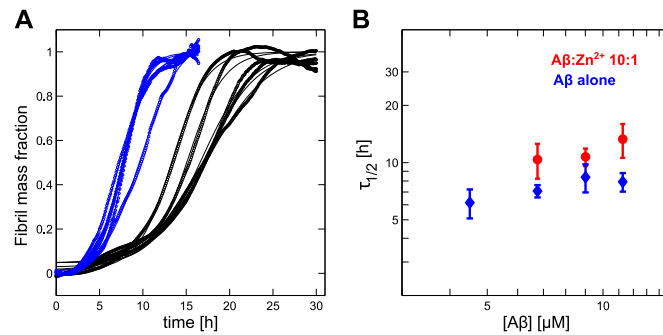 A
Fibril mass fraction
1
0.8
0.6
0.4
0.2
0
0 5 10 15 20 25 30
time [h]
B
Aβ:Zn²⁺ 10:1
Aβ alone
τ1/2 [h]
30
20
10
5
5 10
[Aβ] [µM]